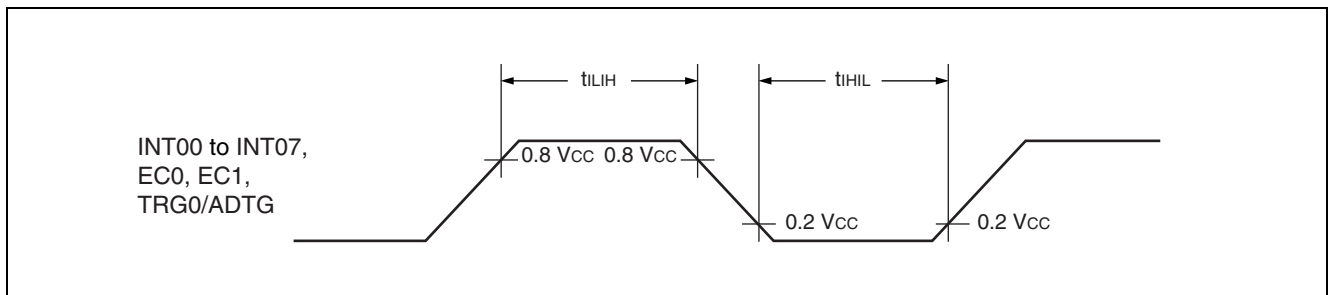 tILIH
tIHIL
INT00 to INT07,
EC0, EC1,
TRG0/ADTG
0.8 VCC 0.8 VCC
0.2 VCC
0.2 VCC